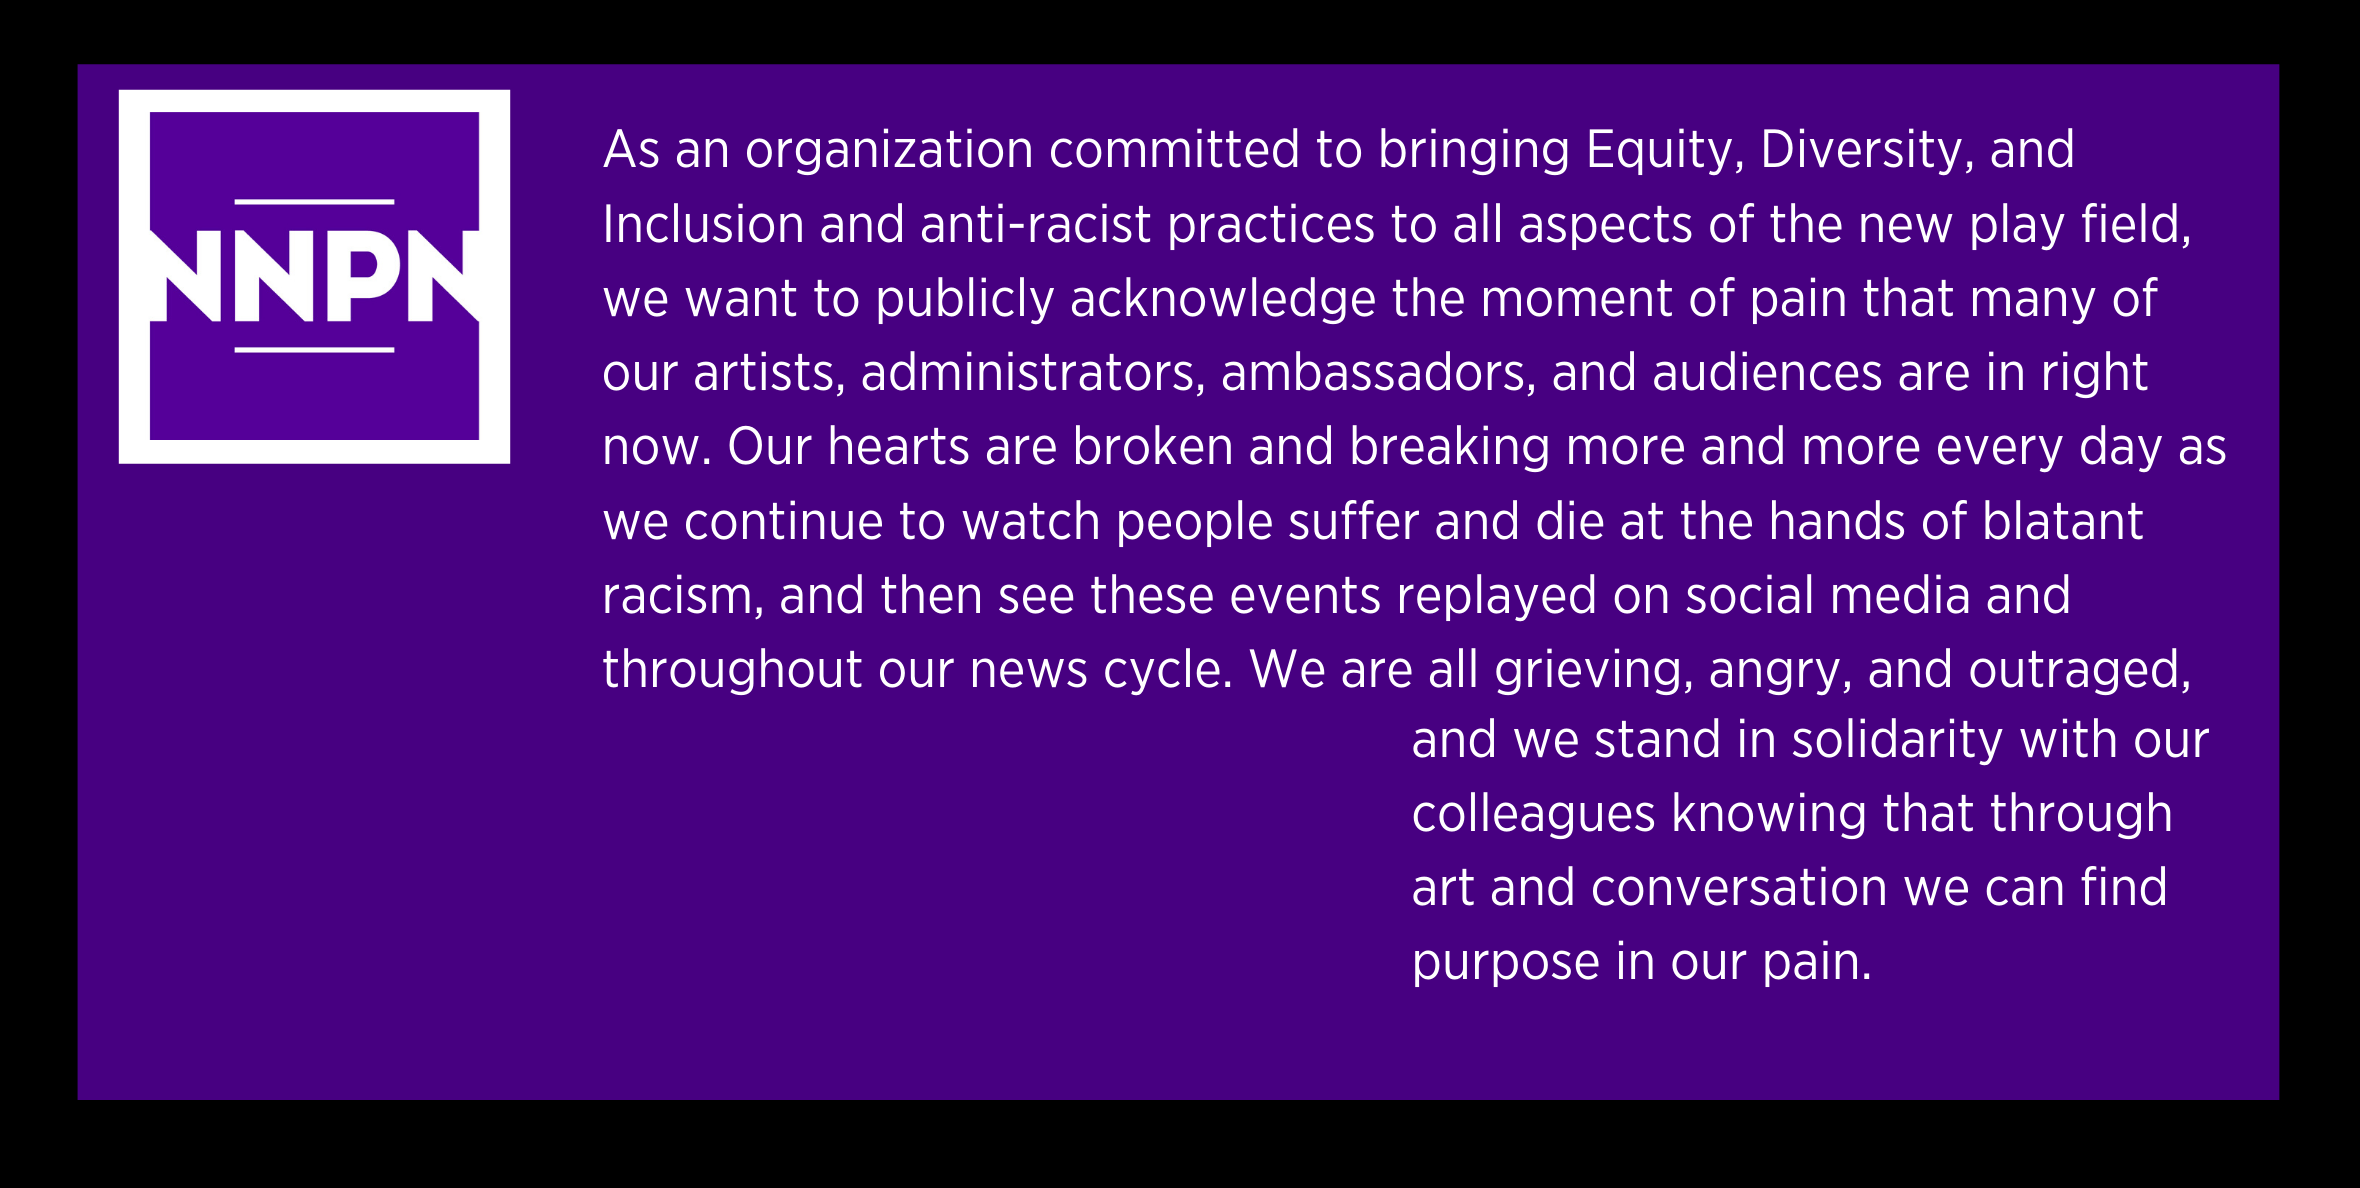 NNPN
As an organization committed to bringing Equity, Diversity, and
Inclusion and anti-racist practices to all aspects of the new play field,
we want to publicly acknowledge the moment of pain that many of
our artists, administrators, ambassadors, and audiences are in right
now. Our hearts are broken and breaking more and more every day as
we continue to watch people suffer and die at the hands of blatant
racism, and then see these events replayed on social media and
throughout our news cycle. We are all grieving, angry, and outraged,
and we stand in solidarity with our
colleagues knowing that through
art and conversation we can find
purpose in our pain.